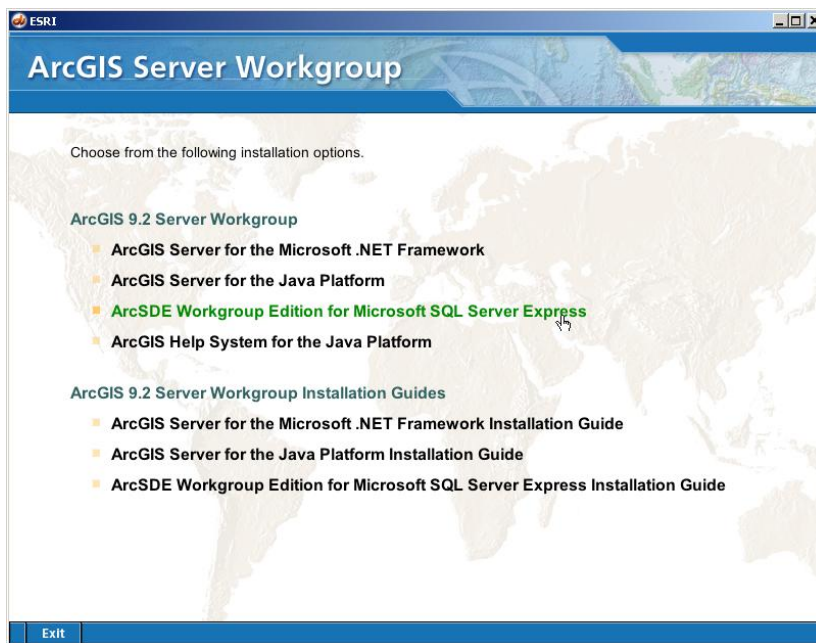 ESRI
ArcGIS Server Workgroup
Choose from the following installation options.
ArcGIS 9.2 Server Workgroup
ArcGIS Server for the Microsoft .NET Framework
ArcGIS Server for the Java Platform
ArcSDE Workgroup Edition for Microsoft SQL Server Express
ArcGIS Help System for the Java Platform
ArcGIS 9.2 Server Workgroup Installation Guides
ArcGIS Server for the Microsoft .NET Framework Installation Guide
ArcGIS Server for the Java Platform Installation Guide
ArcSDE Workgroup Edition for Microsoft SQL Server Express Installation Guide
Exit